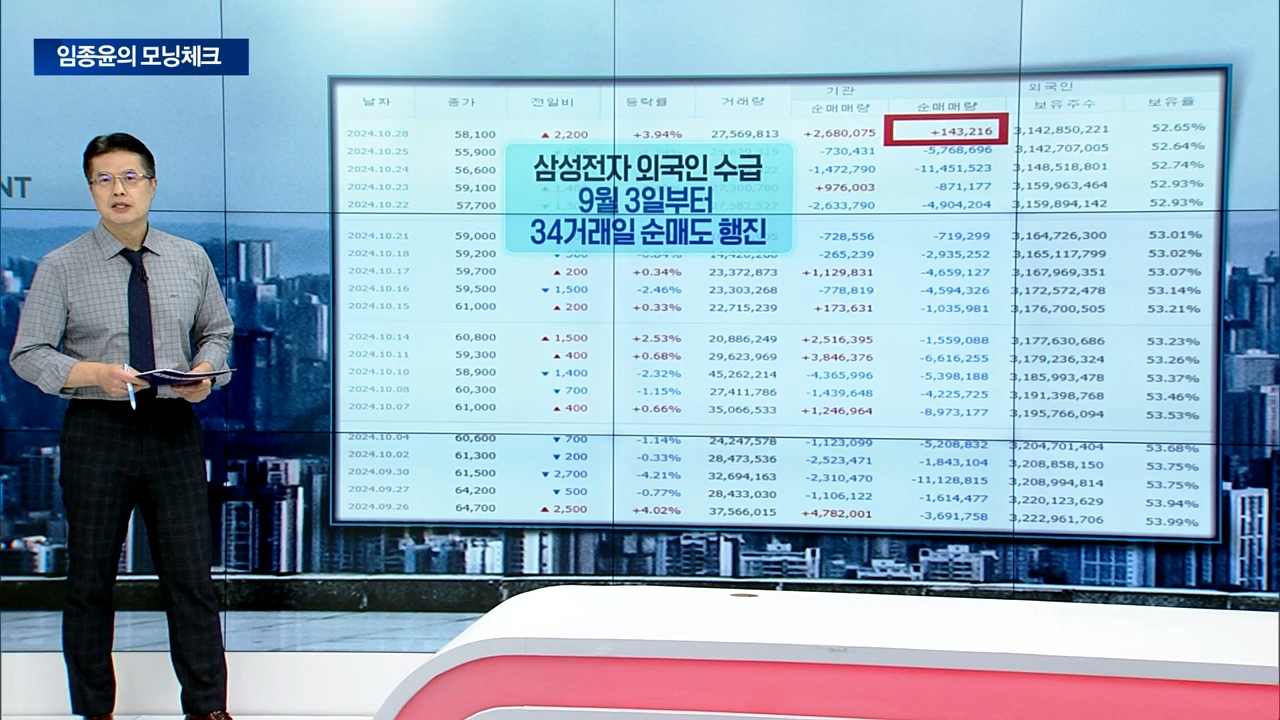 임종윤의 모닝체크
NT
날짜 종가 전일비 등락률 거래량 기관 외국인
순매매량 순매매량 보유주수 보유율
2024.10.28 58,100 ▲ 2,200 +3.94% 27,569,813 +2,680,075 +143,216 3,142,850,221 52.65%
2024.10.25 55,900 -730,431 -5,768,696 3,142,707,005 52.64%
2024.10.24 56,600 -1,472,790 -11,451,523 3,148,518,801 52.74%
2024.10.23 59,100 +976,003 -871,177 3,159,963,464 52.93%
2024.10.22 57,700 -2,633,790 -4,904,204 3,159,894,142 52.93%
삼성전자 외국인 수급
9월 3일부터
34거래일 순매도 행진
2024.10.21 59,000 -728,556 -719,299 3,164,726,300 53.01%
2024.10.18 59,200 -265,239 -2,935,252 3,165,117,799 53.02%
2024.10.17 59,700 ▲ 200 +0.34% 23,372,873 +1,129,831 -4,659,127 3,167,969,351 53.07%
2024.10.16 59,500 ▼ 1,500 -2.46% 23,303,268 -778,819 -4,594,326 3,172,572,478 53.14%
2024.10.15 61,000 ▲ 200 +0.33% 22,715,239 +173,631 -1,035,981 3,176,700,505 53.21%
2024.10.14 60,800 ▲ 1,500 +2.53% 20,886,249 +2,516,395 -1,559,088 3,177,630,686 53.23%
2024.10.11 59,300 ▲ 400 +0.68% 29,623,969 +3,846,376 -6,616,255 3,179,236,324 53.26%
2024.10.10 58,900 ▼ 1,400 -2.32% 45,262,214 -4,365,996 -5,398,188 3,185,993,478 53.37%
2024.10.08 60,300 ▼ 700 -1.15% 27,411,786 -1,439,648 -4,225,725 3,191,398,768 53.46%
2024.10.07 61,000 ▲ 400 +0.66% 35,066,533 +1,246,964 -8,973,177 3,195,766,094 53.53%
2024.10.04 60,600 ▼ 700 -1.14% 24,247,578 -1,123,099 -5,208,832 3,204,701,404 53.68%
2024.10.02 61,300 ▼ 200 -0.33% 28,473,536 -2,523,471 -1,843,104 3,208,858,150 53.75%
2024.09.30 61,500 ▼ 2,700 -4.21% 32,694,163 -2,310,470 -11,128,815 3,208,994,814 53.75%
2024.09.27 64,200 ▼ 500 -0.77% 28,433,030 -1,106,122 -1,614,477 3,220,123,629 53.94%
2024.09.26 64,700 ▲ 2,500 +4.02% 37,566,015 +4,782,001 -3,691,758 3,222,961,706 53.99%